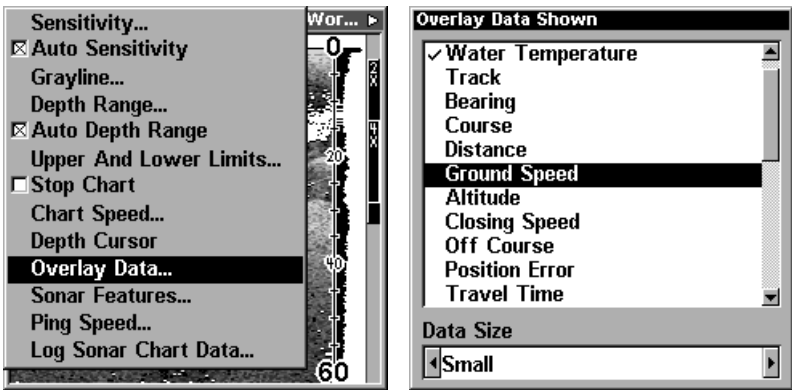 Sensitivity...
Auto Sensitivity
Grayline...
Depth Range...
Auto Depth Range
Upper And Lower Limits...
Stop Chart
Chart Speed...
Depth Cursor
Overlay Data...
Sonar Features...
Ping Speed...
Log Sonar Chart Data...
Wor...
0
20
40
60
2X
4X
Overlay Data Shown
Water Temperature
Track
Bearing
Course
Distance
Ground Speed
Altitude
Closing Speed
Off Course
Position Error
Travel Time
Data Size
Small